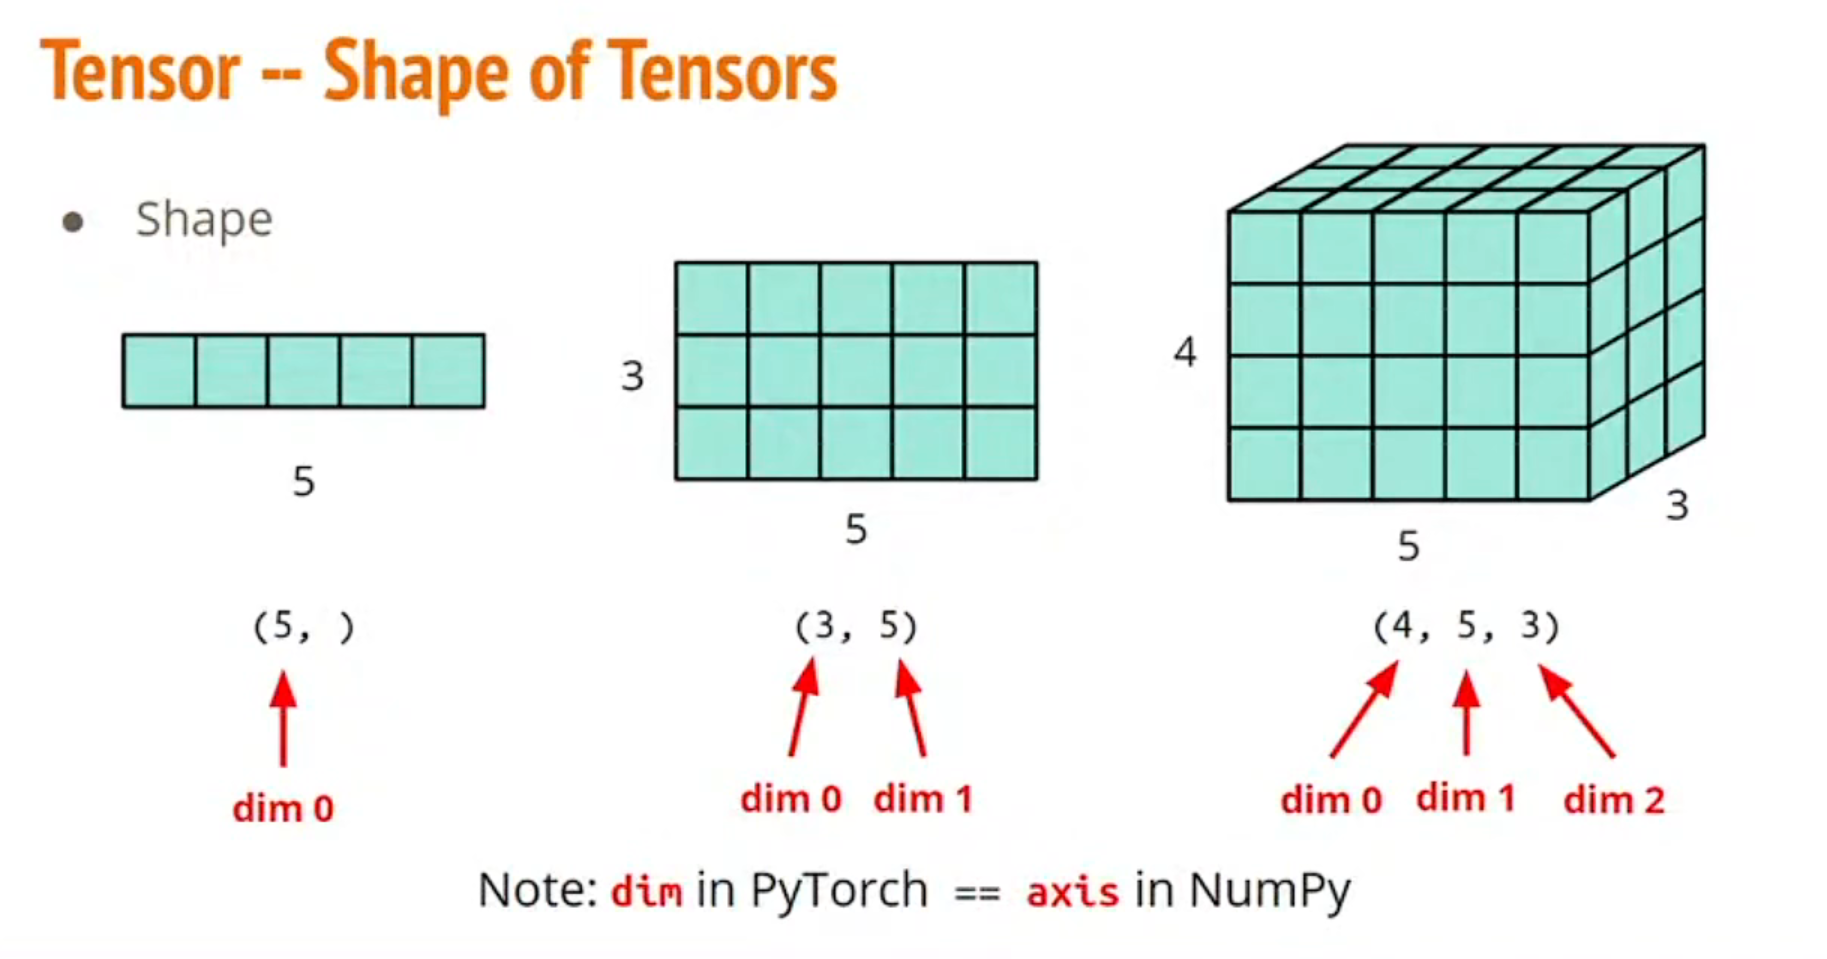 Tensor -- Shape of Tensors
● Shape
5
3
5
4
3
5
(5, )
(3, 5)
(4, 5, 3)
dim 0
dim 0 dim 1
dim 0 dim 1 dim 2
Note: dim in PyTorch == axis in NumPy